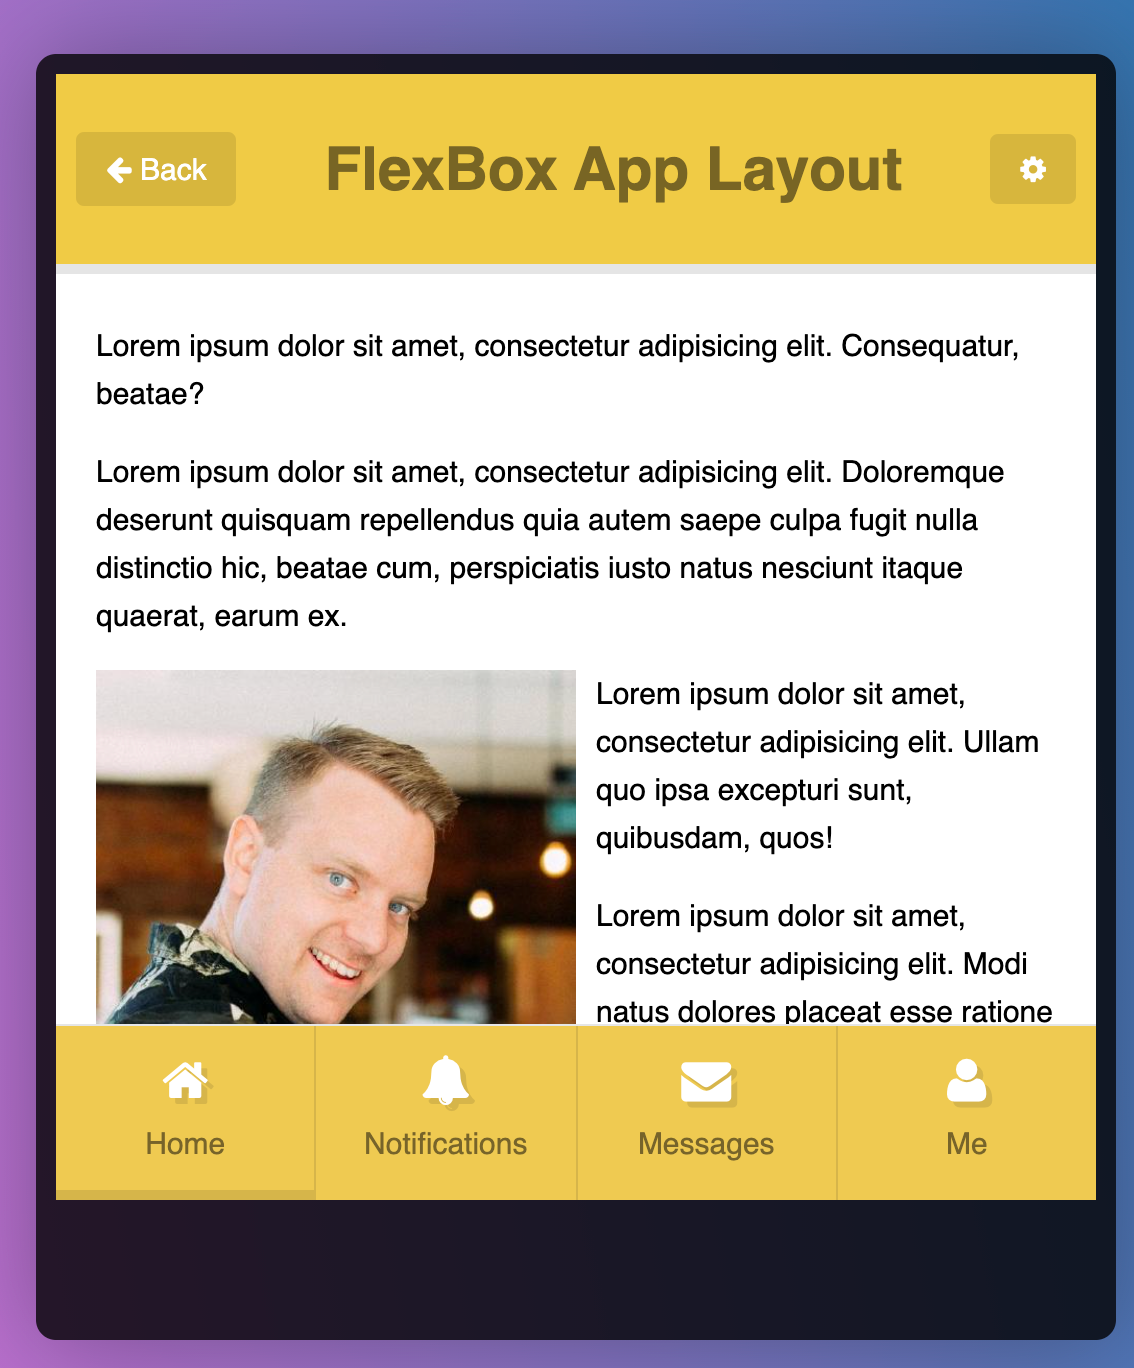 Back
FlexBox App Layout
Lorem ipsum dolor sit amet, consectetur adipisicing elit. Consequatur,
beatae?
Lorem ipsum dolor sit amet, consectetur adipisicing elit. Doloremque
deserunt quisquam repellendus quia autem saepe culpa fugit nulla
distinctio hic, beatae cum, perspiciatis iusto natus nesciunt itaque
quaerat, earum ex.
Lorem ipsum dolor sit amet,
consectetur adipisicing elit. Ullam
quo ipsa excepturi sunt,
quibusdam, quos!
Lorem ipsum dolor sit amet,
consectetur adipisicing elit. Modi
natus dolores placeat esse ratione
Home
Notifications
Messages
Me